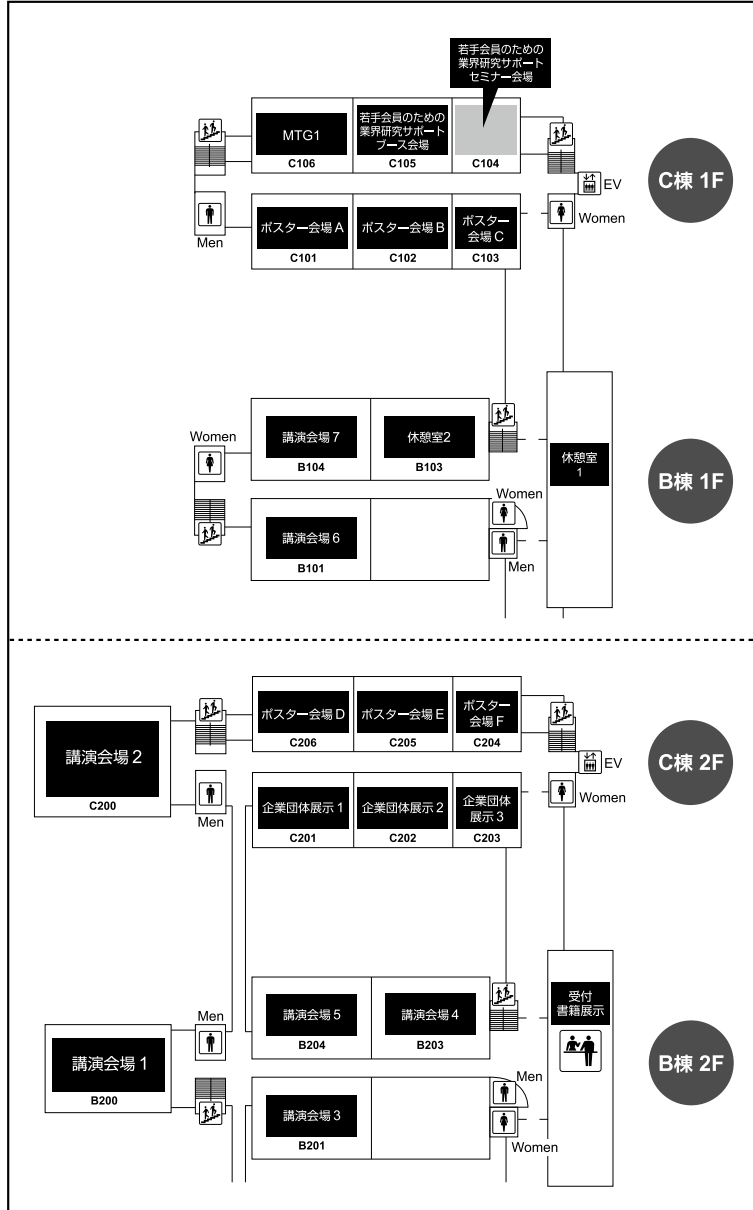 若手会員のための
業界研究サポート
セミナー会場
MTG1
C106
若手会員のための
業界研究サポート
ブース会場
C105
C104
EV
C棟 1F
Men
ポスター会場 A
C101
ポスター会場 B
C102
ポスター
会場 C
C103
Women
Women
講演会場 7
B104
休憩室2
B103
休憩室
1
B棟 1F
講演会場 6
B101
Women
Men
講演会場 2
C200
ポスター会場 D
C206
ポスター会場 E
C205
ポスター
会場 F
C204
EV
C棟 2F
Men
企業団体展示 1
C201
企業団体展示 2
C202
企業団体
展示 3
C203
Women
講演会場 1
B200
Men
講演会場 5
B204
講演会場 4
B203
受付
書籍展示
B棟 2F
講演会場 3
B201
Men
Women